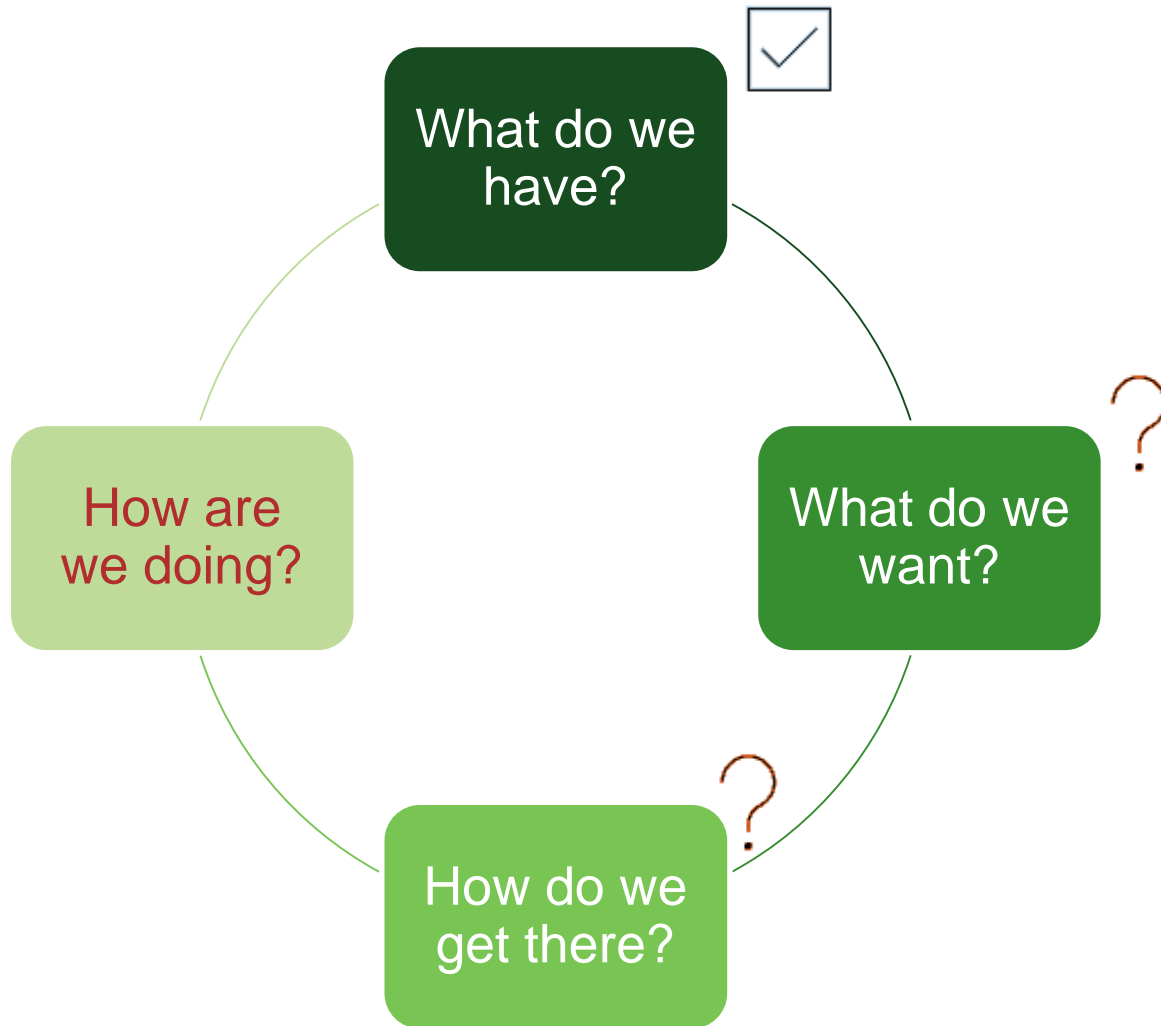 What do we
have?
?
What do we
want?
?
How do we
get there?
How are
we doing?